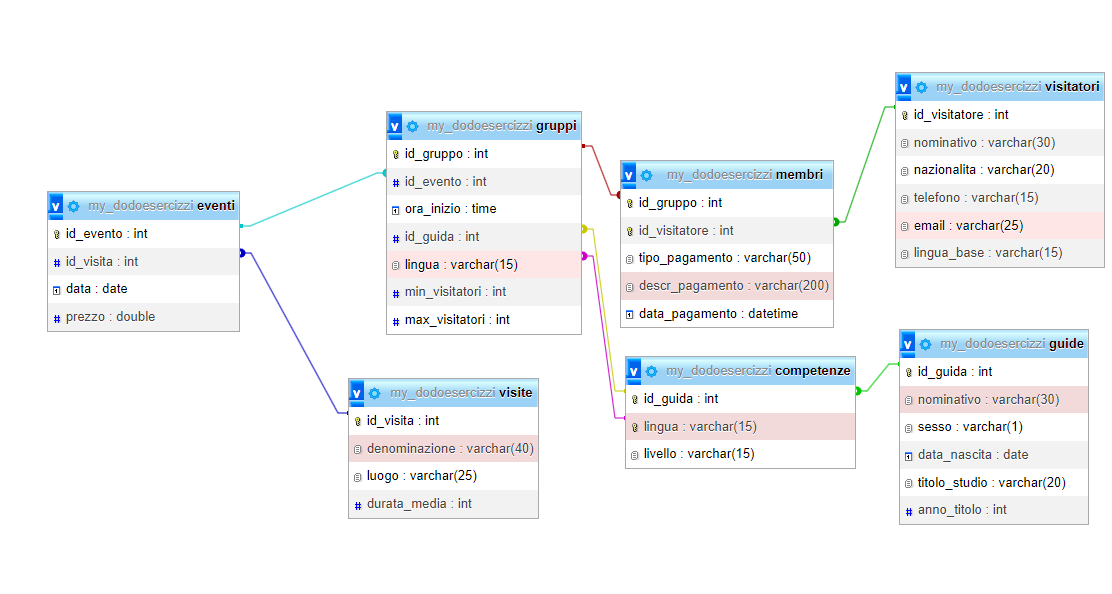 my_dodoesercizzi eventi
id_evento : int
id_visita : int
data : date
prezzo : double
my_dodoesercizzi gruppi
id_gruppo : int
id_evento : int
ora_inizio : time
id_guida : int
lingua : varchar(15)
min_visitatori : int
max_visitatori : int
my_dodoesercizzi visite
id_visita : int
denominazione : varchar(40)
luogo : varchar(25)
durata_media : int
my_dodoesercizzi membri
id_gruppo : int
id_visitatore : int
tipo_pagamento : varchar(50)
descr_pagamento : varchar(200)
data_pagamento : datetime
my_dodoesercizzi competenze
id_guida : int
lingua : varchar(15)
livello : varchar(15)
my_dodoesercizzi visitatori
id_visitatore : int
nominativo : varchar(30)
nazionalita : varchar(20)
telefono : varchar(15)
email : varchar(25)
lingua_base : varchar(15)
my_dodoesercizzi guide
id_guida : int
nominativo : varchar(30)
sesso : varchar(1)
data_nascita : date
titolo_studio : varchar(20)
anno_titolo : int